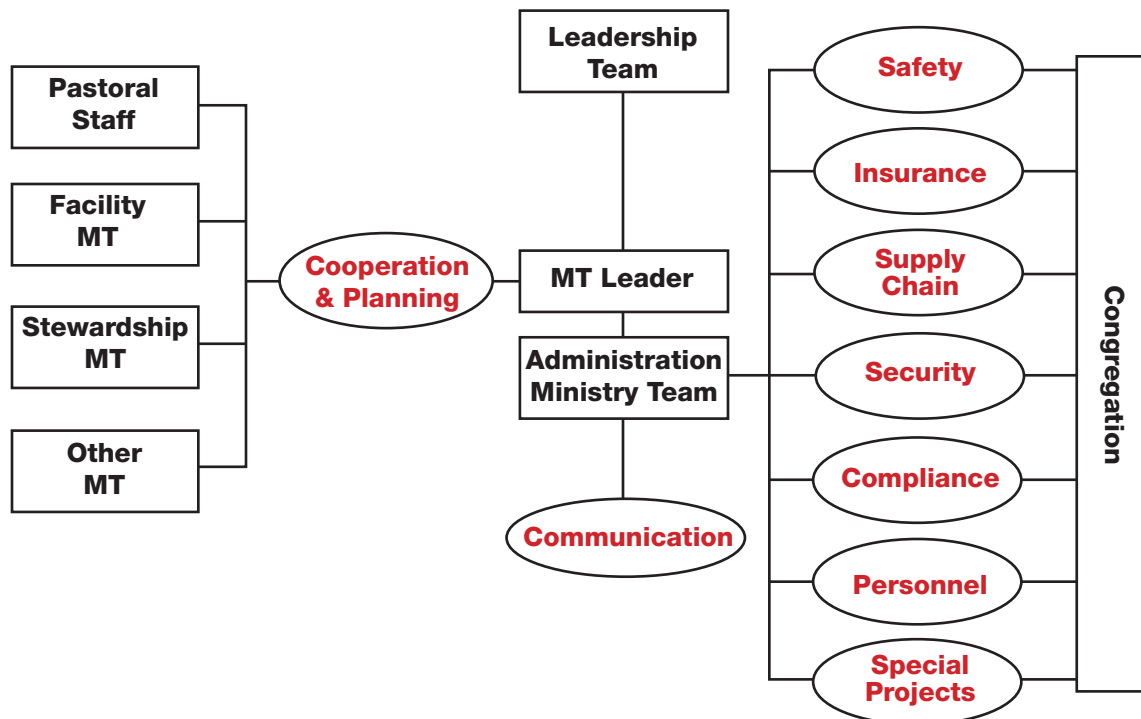 Leadership
Team
Pastoral
Staff
Facility
MT
Stewardship
MT
Other
MT
Cooperation
& Planning
MT Leader
Administration
Ministry Team
Communication
Safety
Insurance
Supply
Chain
Security
Compliance
Personnel
Special
Projects
Congregation